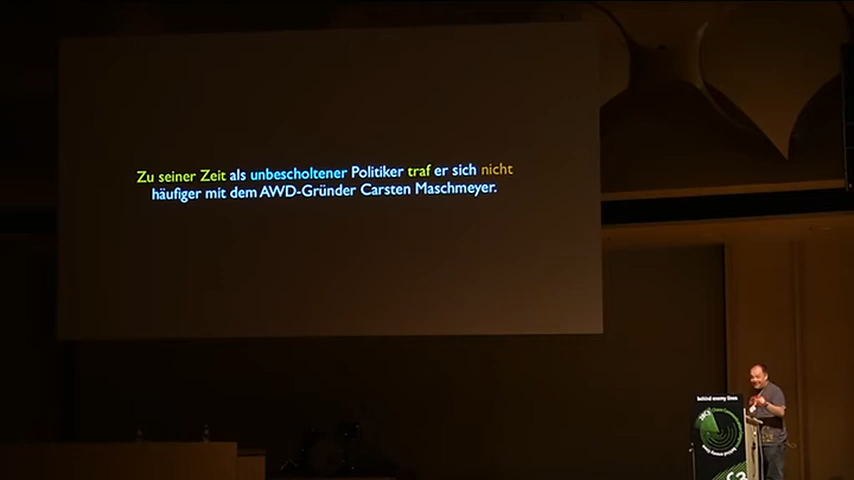 Zu seiner Zeit als unbescholtener Politiker traf er sich nicht
häufiger mit dem AWD-Gründer Carsten Maschmeyer.
behind enemy lines